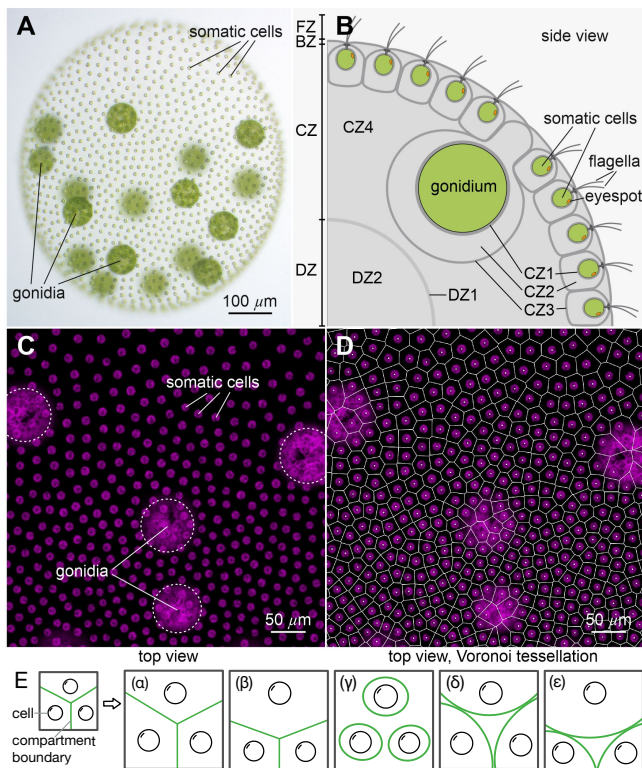 A
somatic cells
gonidia
100 μm
B
side view
FZ
BZ
CZ
DZ
CZ4
somatic cells
flagella
eyespot
gonidium
CZ1
CZ2
CZ3
DZ1
DZ2
C
somatic cells
gonidia
50 μm
top view
D
50 μm
top view, Voronoi tessellation
E
cell
compartment
boundary
(α)
(β)
(γ)
(δ)
(ε)